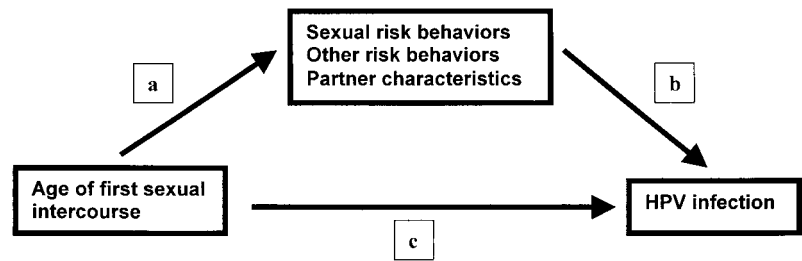 Sexual risk behaviors
Other risk behaviors
Partner characteristics
a
b
Age of first sexual
intercourse
HPV infection
c